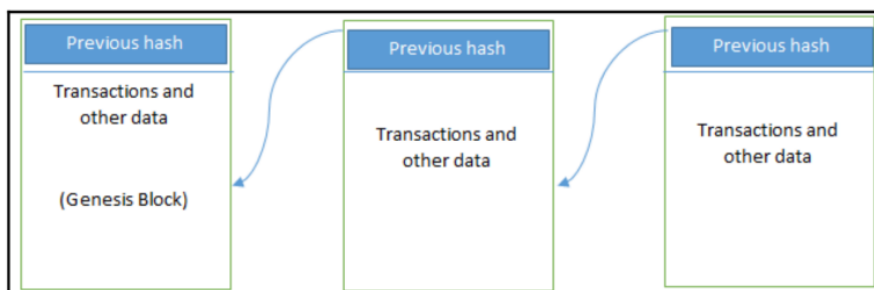 Previous hash
Transactions and
other data
(Genesis Block)
Previous hash
Transactions and
other data
Previous hash
Transactions and
other data